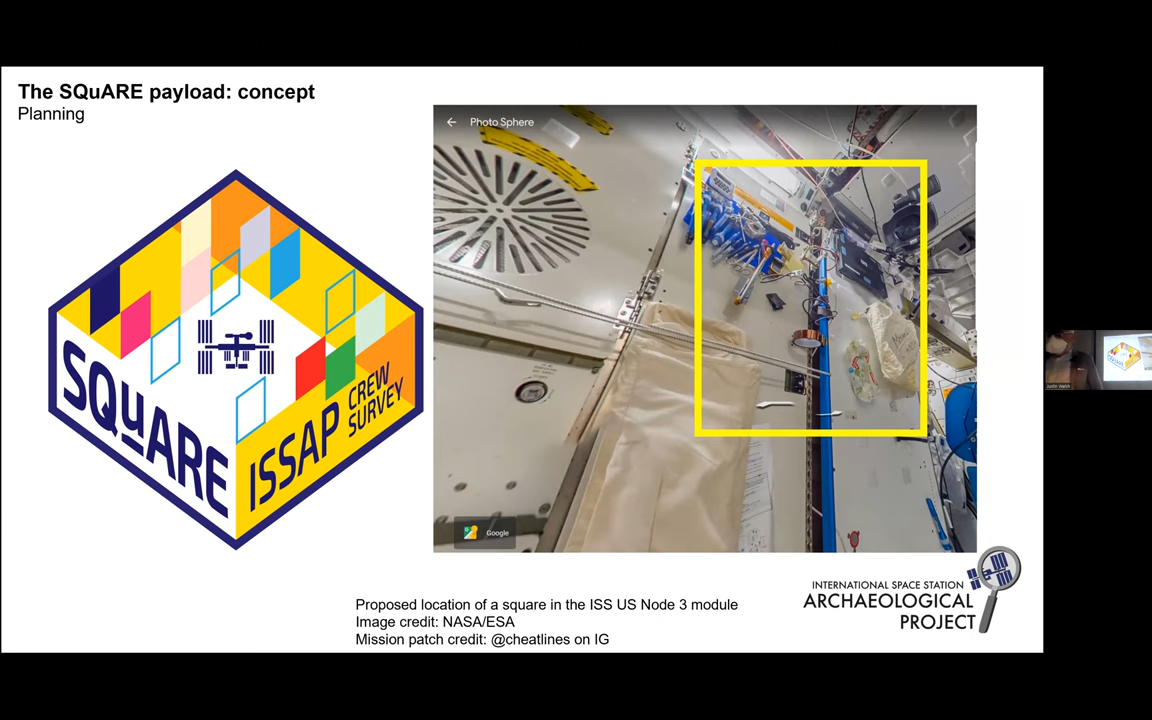 The SQuARE payload: concept
Planning
SQuARE
ISSAP
CREW
SURVEY
← Photo Sphere
Google
Proposed location of a square in the ISS US Node 3 module
Image credit: NASA/ESA
Mission patch credit: @cheatlines on IG
INTERNATIONAL SPACE STATION
ARCHAEOLOGICAL
PROJECT
Justin Walsh